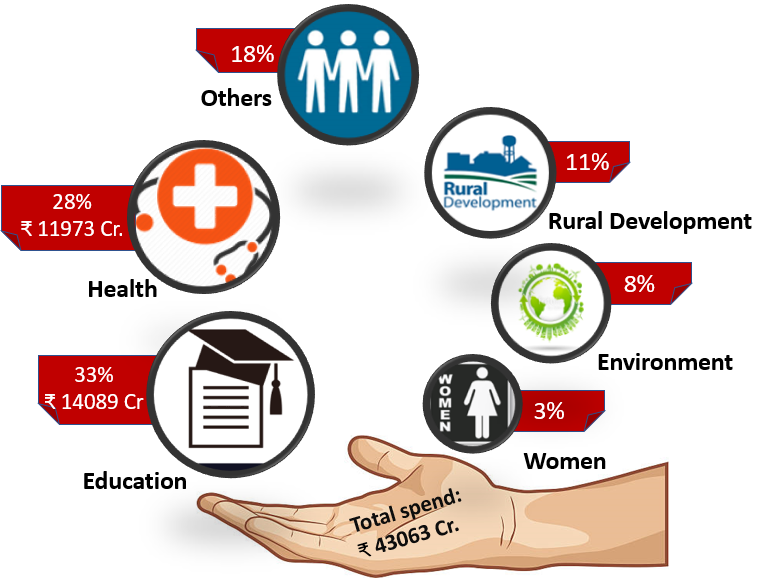 18%
Others
Rural
Development
11%
Rural Development
28%
₹ 11973 Cr.
Health
8%
Environment
33%
₹ 14089 Cr
Education
WOMEN
3%
Women
Total spend:
₹ 43063 Cr.